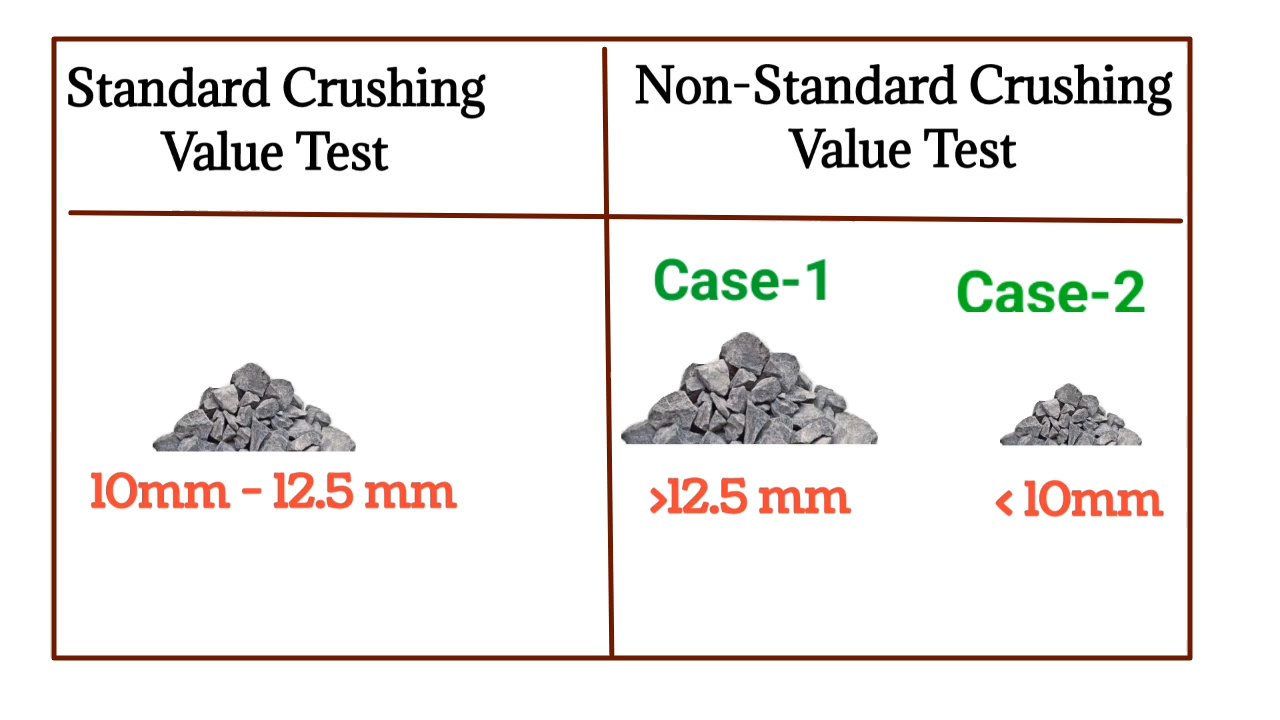 Standard Crushing
Value Test
Non-Standard Crushing
Value Test
10mm - 12.5 mm
Case-1
>12.5 mm
Case-2
< 10mm